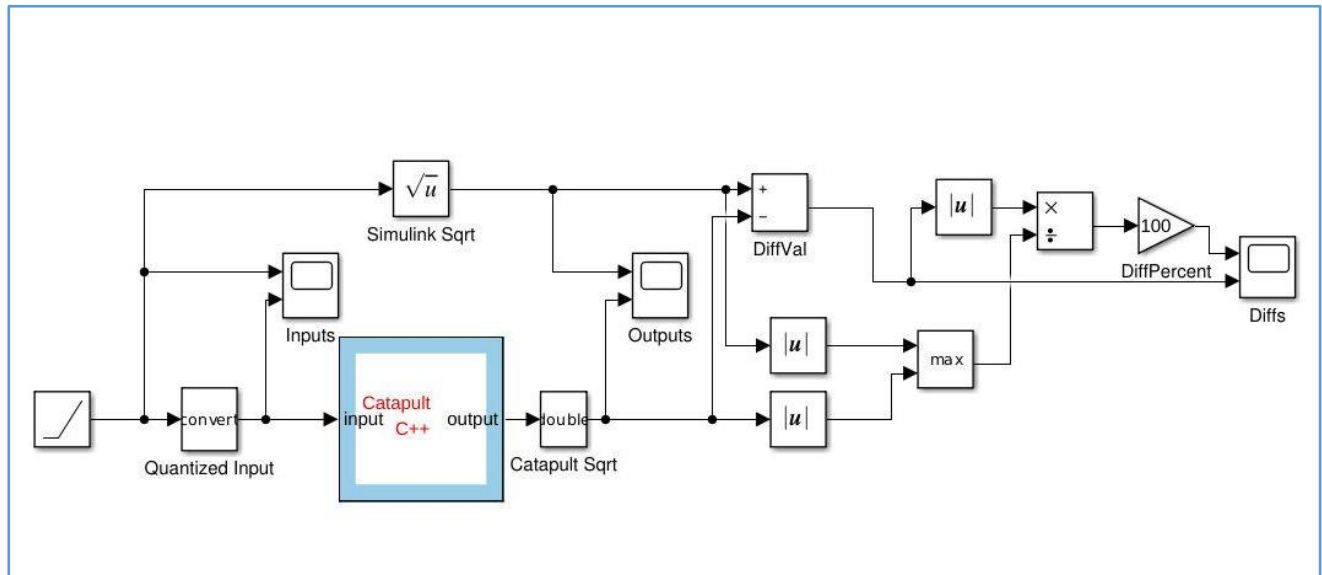 √u
Simulink Sqrt
+
−
DiffVal
|u|
×
÷
100
DiffPercent
Diffs
Inputs
Outputs
|u|
max
|u|
convert
Quantized Input
input
Catapult
C++
output
double
Catapult Sqrt